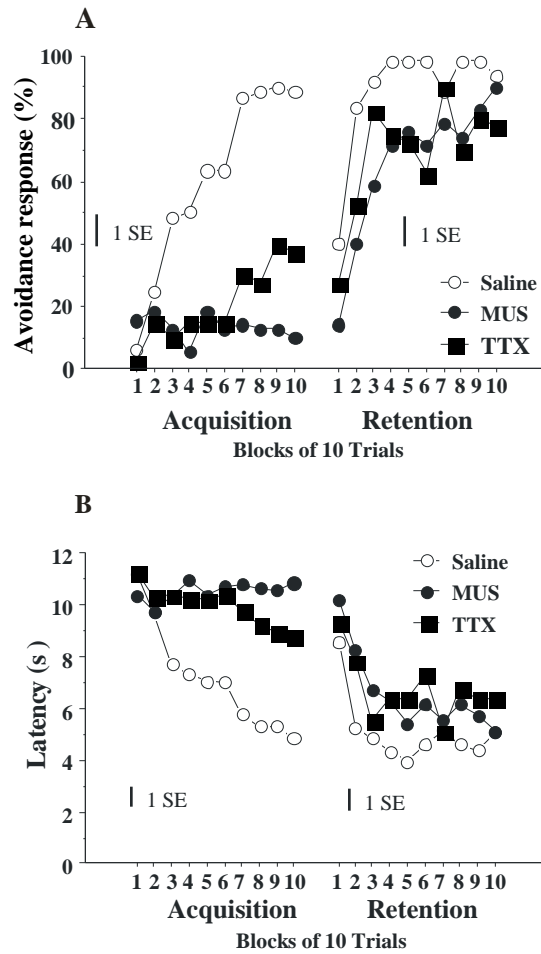 A
Avoidance response (%)
100
80
60
40
20
0
1 SE
1 SE
Saline
MUS
TTX
1 2 3 4 5 6 7 8 9 10 1 2 3 4 5 6 7 8 9 10
Acquisition Retention
Blocks of 10 Trials
B
Latency (s)
12
10
8
6
4
2
0
Saline
MUS
TTX
1 SE
1 SE
1 2 3 4 5 6 7 8 9 10 1 2 3 4 5 6 7 8 9 10
Acquisition Retention
Blocks of 10 Trials